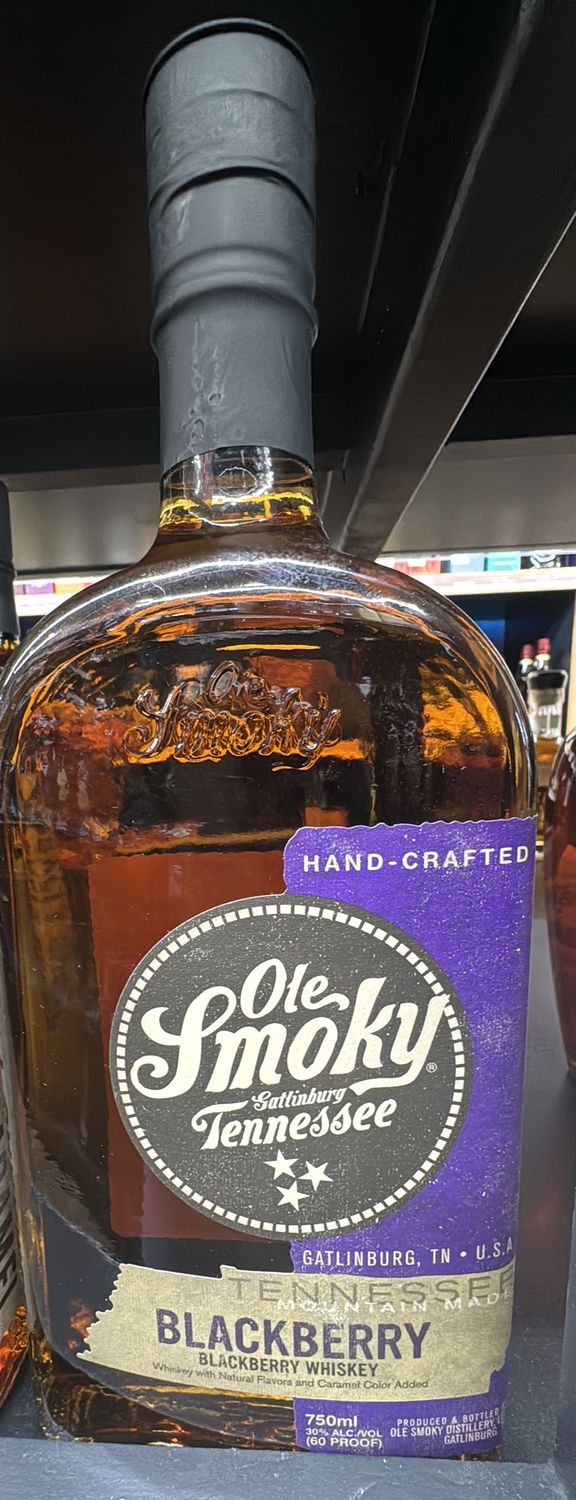 Ole
Smoky
HAND-CRAFTED
Ole
Smoky®
Gatlinburg
Tennessee
GATLINBURG, TN • U.S.A
TENNESSEE
MOUNTAIN MADE
BLACKBERRY
BLACKBERRY WHISKEY
Whiskey with Natural Flavors and Caramel Color Added
750ml
30% ALC./VOL
(60 PROOF)
PRODUCED & BOTTLED
OLE SMOKY DISTILLERY,
GATLINBURG